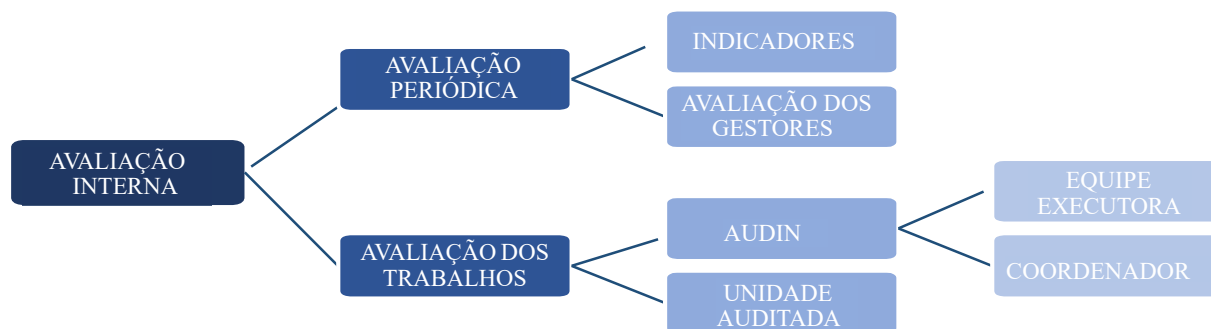 AVALIAÇÃO
INTERNA
AVALIAÇÃO
PERIÓDICA
INDICADORES
AVALIAÇÃO DOS
GESTORES
AVALIAÇÃO DOS
TRABALHOS
AUDIN
EQUIPE
EXECUTORA
COORDENADOR
UNIDADE
AUDITADA